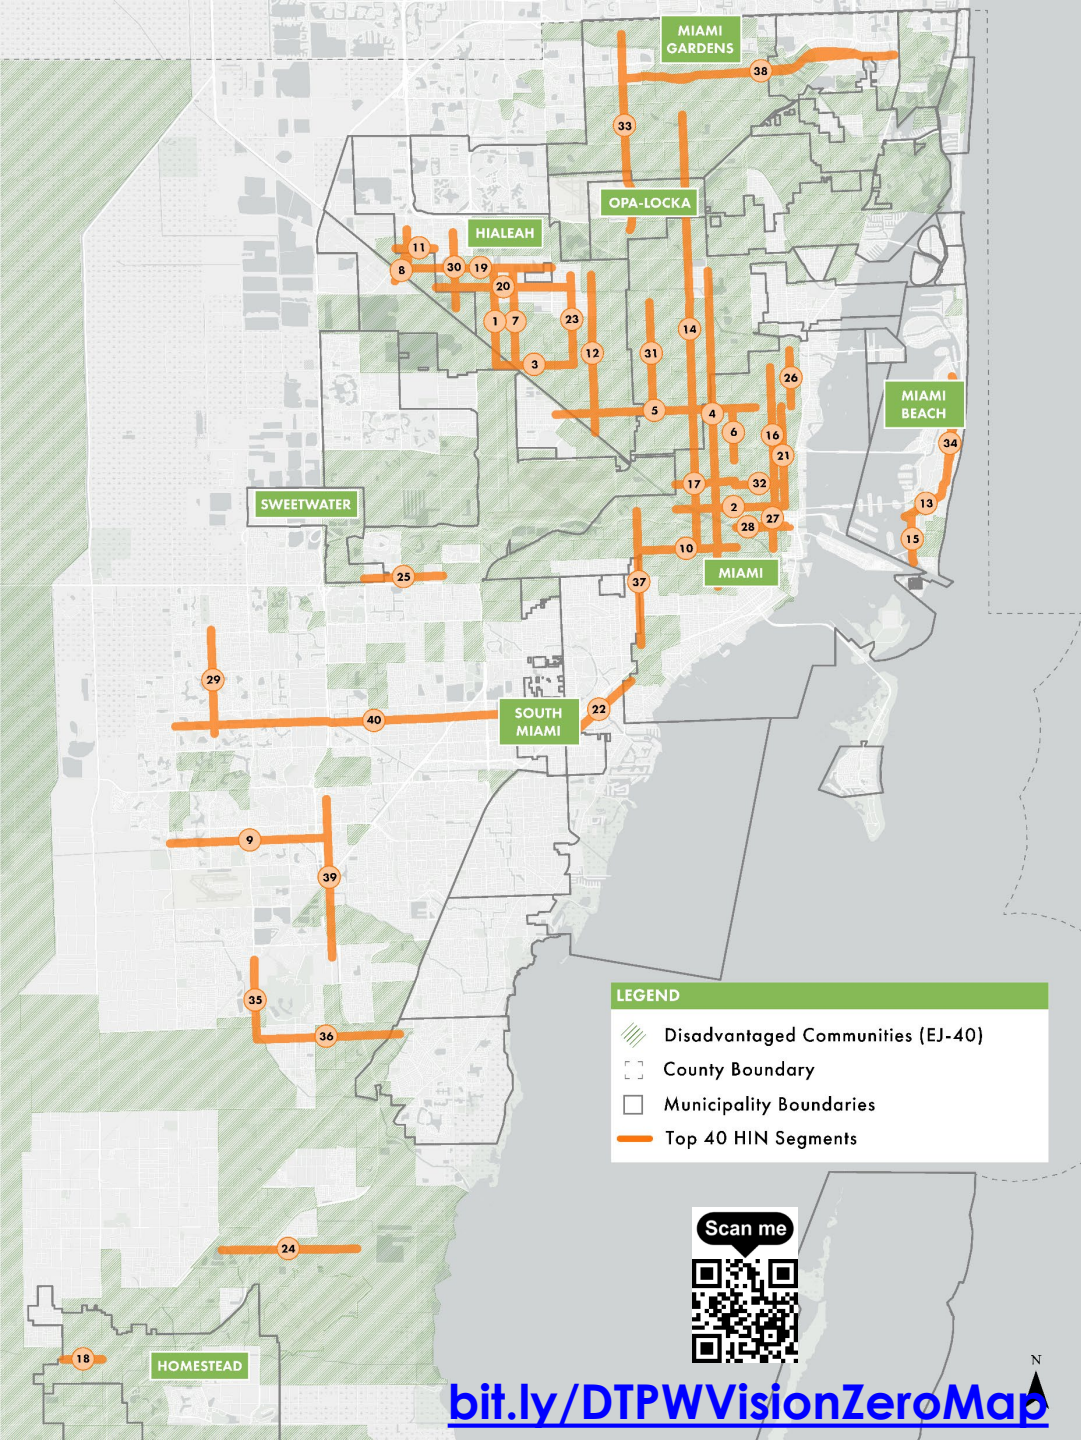 MIAMI
GARDENS
38
33
OPA-LOCKA
HIALEAH
11
8
30
19
20
1
7
23
14
12
31
3
26
MIAMI
BEACH
5
4
6
16
34
21
17
32
13
SWEETWATER
2
27
28
15
10
MIAMI
25
37
29
22
SOUTH
MIAMI
40
9
39
35
36
LEGEND
Disadvantaged Communities (EJ-40)
County Boundary
Municipality Boundaries
Top 40 HIN Segments
Scan me
24
18
HOMESTEAD
N
bit.ly/DTPWVisionZeroMap